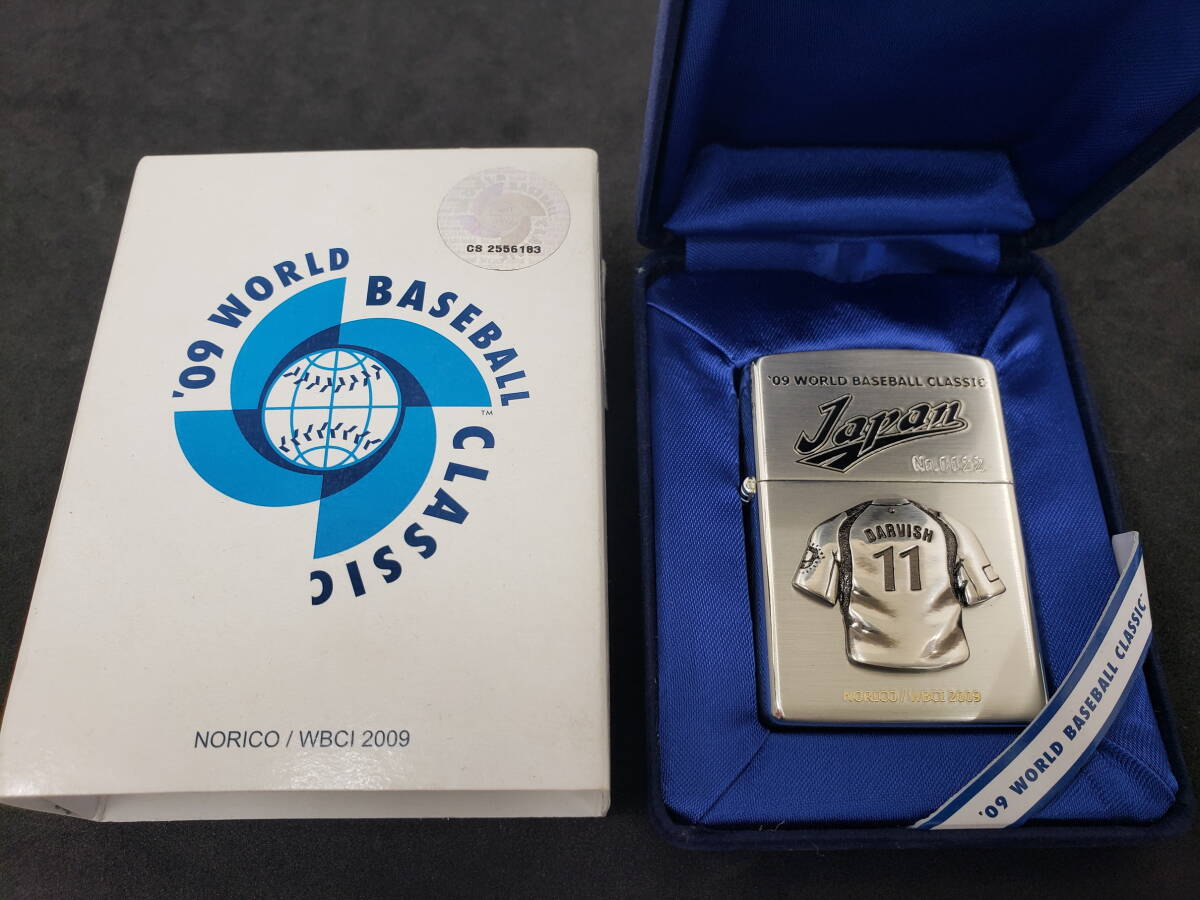 CS 2556183
'09 WORLD BASEBALL CLASSIC
TM
NORICO / WBCI 2009
'09 WORLD BASEBALL CLASSIC
Japan
DARVISH
11
NORICO / WBCI 2009
'09 WORLD BASEBALL CLASSIC